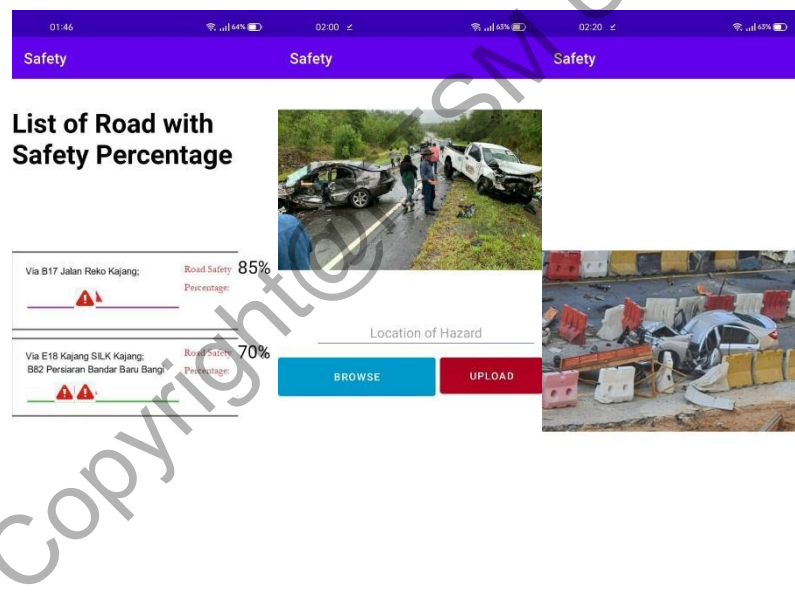 01:46
64%
Safety
List of Road with
Safety Percentage
Via B17 Jalan Reko Kajang;
Road Safety
Percentage:
85%
Via E18 Kajang SILK Kajang;
B82 Persiaran Bandar Baru Bangi
Road Safety
Percentage:
70%
02:00
63%
Safety
Location of Hazard
BROWSE
UPLOAD
02:20
63%
Safety
Copyright@FTSM